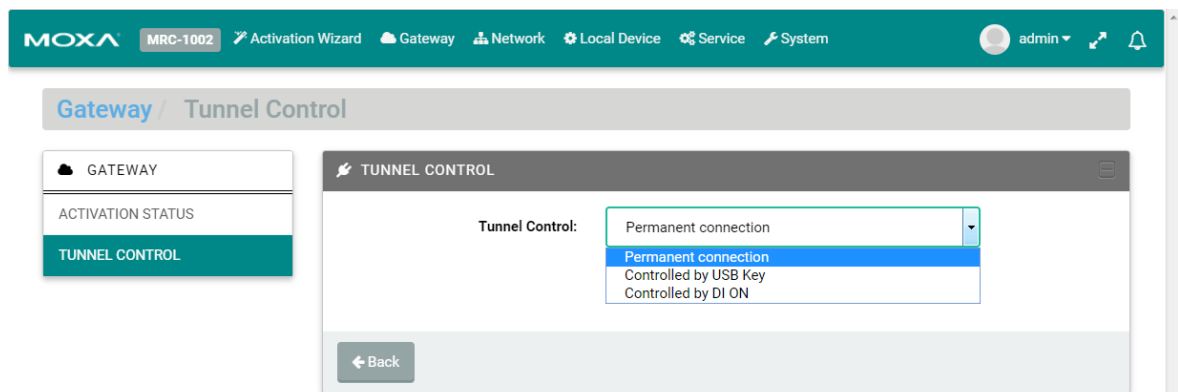 MOXA MRC-1002 Activation Wizard Gateway Network Local Device Service System admin
Gateway / Tunnel Control
GATEWAY
ACTIVATION STATUS
TUNNEL CONTROL
TUNNEL CONTROL
Tunnel Control: Permanent connection
Permanent connection
Controlled by USB Key
Controlled by DI ON
Back